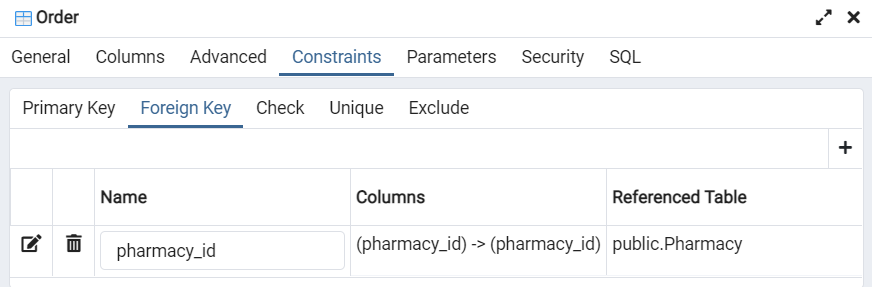 Order
General Columns Advanced Constraints Parameters Security SQL
Primary Key Foreign Key Check Unique Exclude
Name Columns Referenced Table
pharmacy_id (pharmacy_id) -> (pharmacy_id) public.Pharmacy